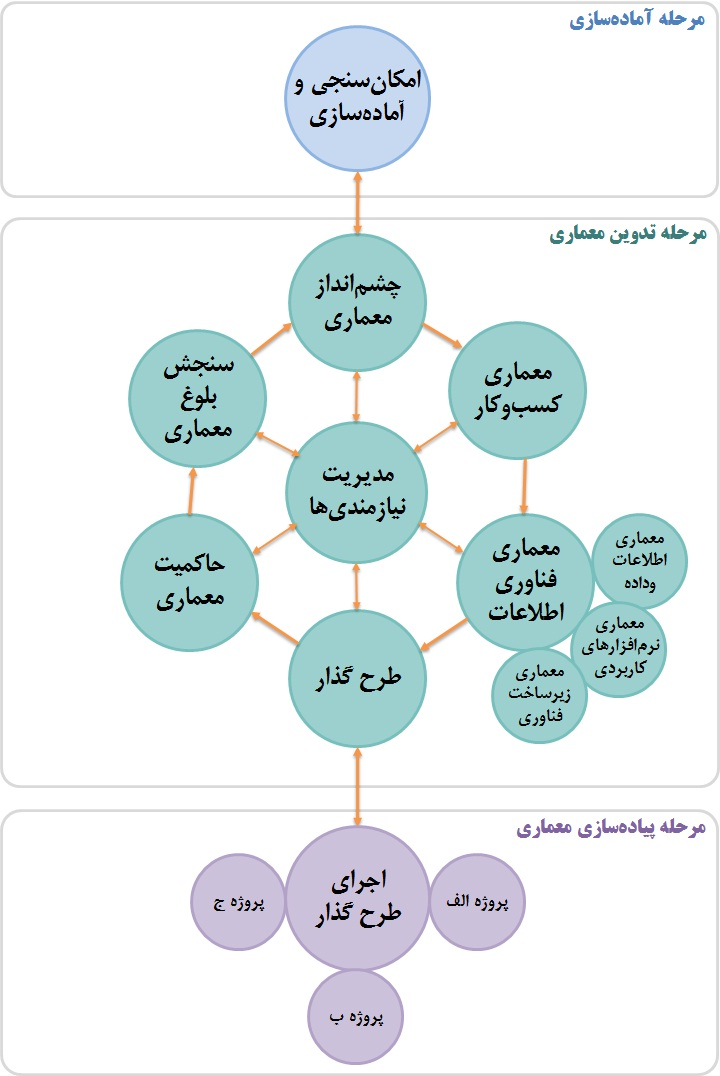 مرحله آماده‌سازی
امکان‌سنجی و
آماده‌سازی
مرحله تدوین معماری
چشم‌انداز
معماری
معماری
کسب‌وکار
سنجش
بلوغ
معماری
مدیریت
نیازمندی‌ها
معماری
فناوری
اطلاعات
معماری
اطلاعات
وداده
معماری
نرم‌افزارهای
کاربردی
معماری
زیرساخت
فناوری
حاکمیت
معماری
طرح گذار
مرحله پیاده‌سازی معماری
اجرای
طرح گذار
پروژه الف
پروژه ج
پروژه ب